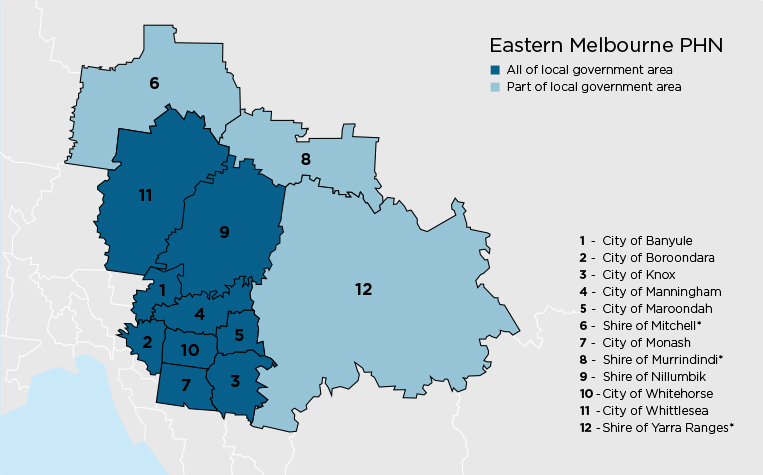 Eastern Melbourne PHN
All of local government area
Part of local government area
6
8
11
9
12
1
4
2
5
10
7
3
1 - City of Banyule
2 - City of Boroondara
3 - City of Knox
4 - City of Manningham
5 - City of Maroondah
6 - Shire of Mitchell*
7 - City of Monash
8 - Shire of Murrindindi*
9 - Shire of Nillumbik
10 - City of Whitehorse
11 - City of Whittlesea
12 - Shire of Yarra Ranges*